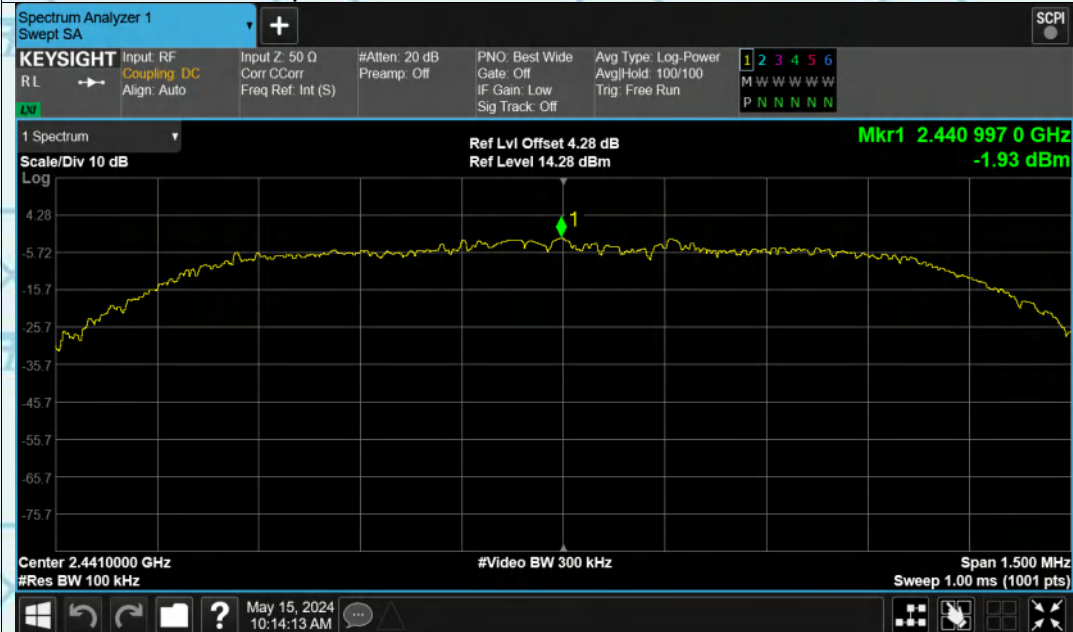 Spectrum Analyzer 1
Swept SA
+
SCPI
KEYSIGHT
RL
LXI
Input: RF
Coupling: DC
Align: Auto
Input Z: 50 Ω
Corr CCorr
Freq Ref: Int (S)
#Atten: 20 dB
Preamp: Off
PNO: Best Wide
Gate: Off
IF Gain: Low
Sig Track: Off
Avg Type: Log-Power
Avg|Hold: 100/100
Trig: Free Run
1 2 3 4 5 6
M W W W W W
P N N N N N
1 Spectrum
Scale/Div 10 dB
Log
Ref Lvl Offset 4.28 dB
Ref Level 14.28 dBm
Mkr1 2.440 997 0 GHz
-1.93 dBm
1
4.28
-5.72
-15.7
-25.7
-35.7
-45.7
-55.7
-65.7
-75.7
Center 2.4410000 GHz
#Res BW 100 kHz
#Video BW 300 kHz
Span 1.500 MHz
Sweep 1.00 ms (1001 pts)
?
May 15, 2024
10:14:13 AM